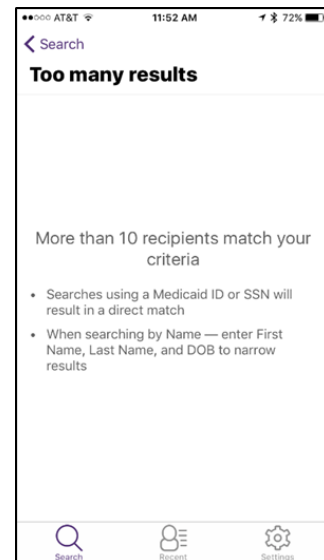 AT&T 11:52 AM 72%
Search
Too many results
More than 10 recipients match your
criteria
• Searches using a Medicaid ID or SSN will
result in a direct match
• When searching by Name — enter First
Name, Last Name, and DOB to narrow
results
Search Recent Settings